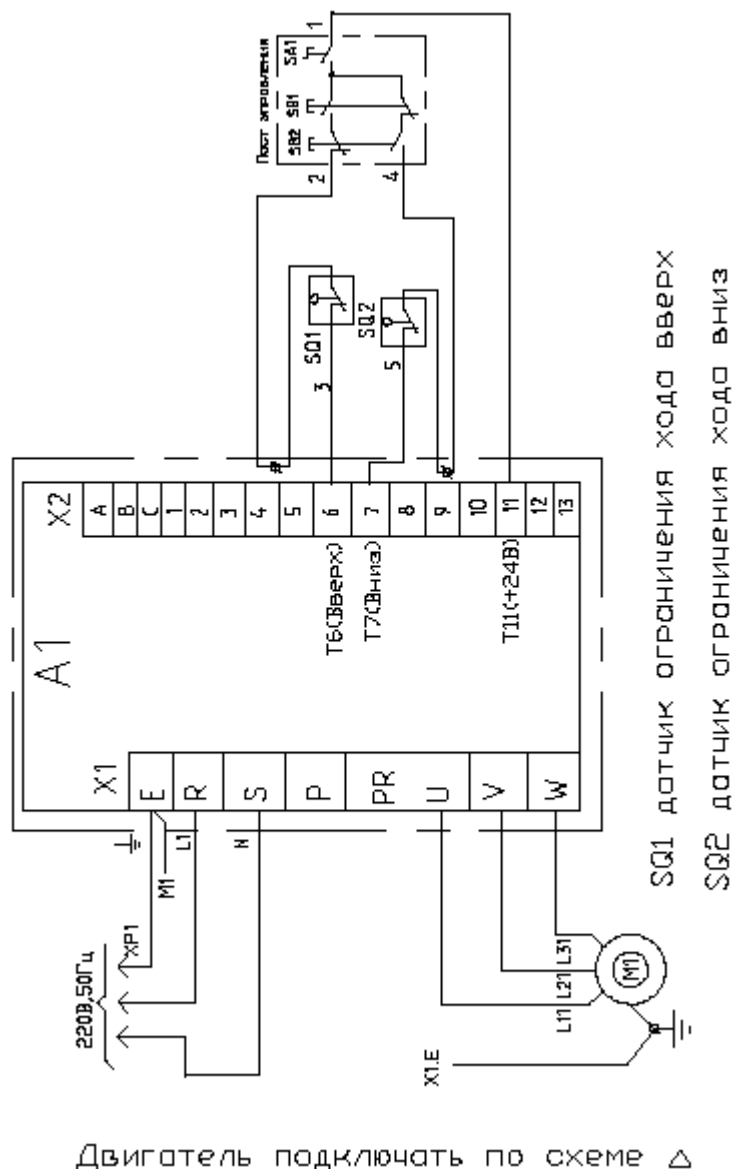 Двигатель подключать по схеме △
220В,50Гц
XP1
M1
L1
N
X1.E
L11
L21
L31
M1
A1
X1
E
R
S
P
PR
U
V
W
X2
A
B
C
1
2
3
4
5
6
7
8
9
10
11
12
13
T6(Вверх)
T7(Вниз)
T11(+24В)
3
SQ1
5
SQ2
2
4
1
Пост управления
SA1
SB1
SB2
SQ1 датчик ограничения хода вверх
SQ2 датчик ограничения хода вниз